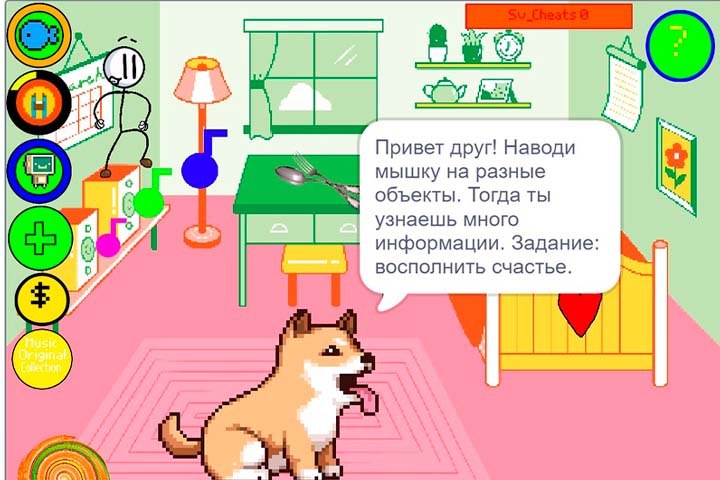 Sv_Cheats 0
?
Привет друг! Наводи
мышку на разные
объекты. Тогда ты
узнаешь много
информации. Задание:
восполнить счастье.
H
$
Music
Original
Collection